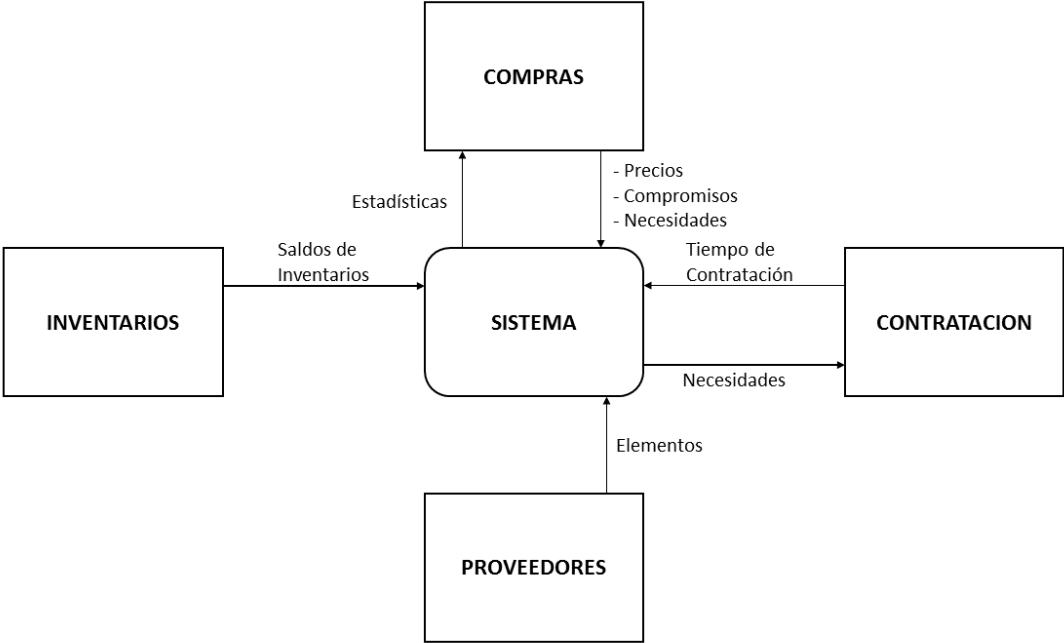 COMPRAS
Estadísticas
- Precios
- Compromisos
- Necesidades
Saldos de
Inventarios
Tiempo de
Contratación
INVENTARIOS
SISTEMA
CONTRATACION
Necesidades
Elementos
PROVEEDORES